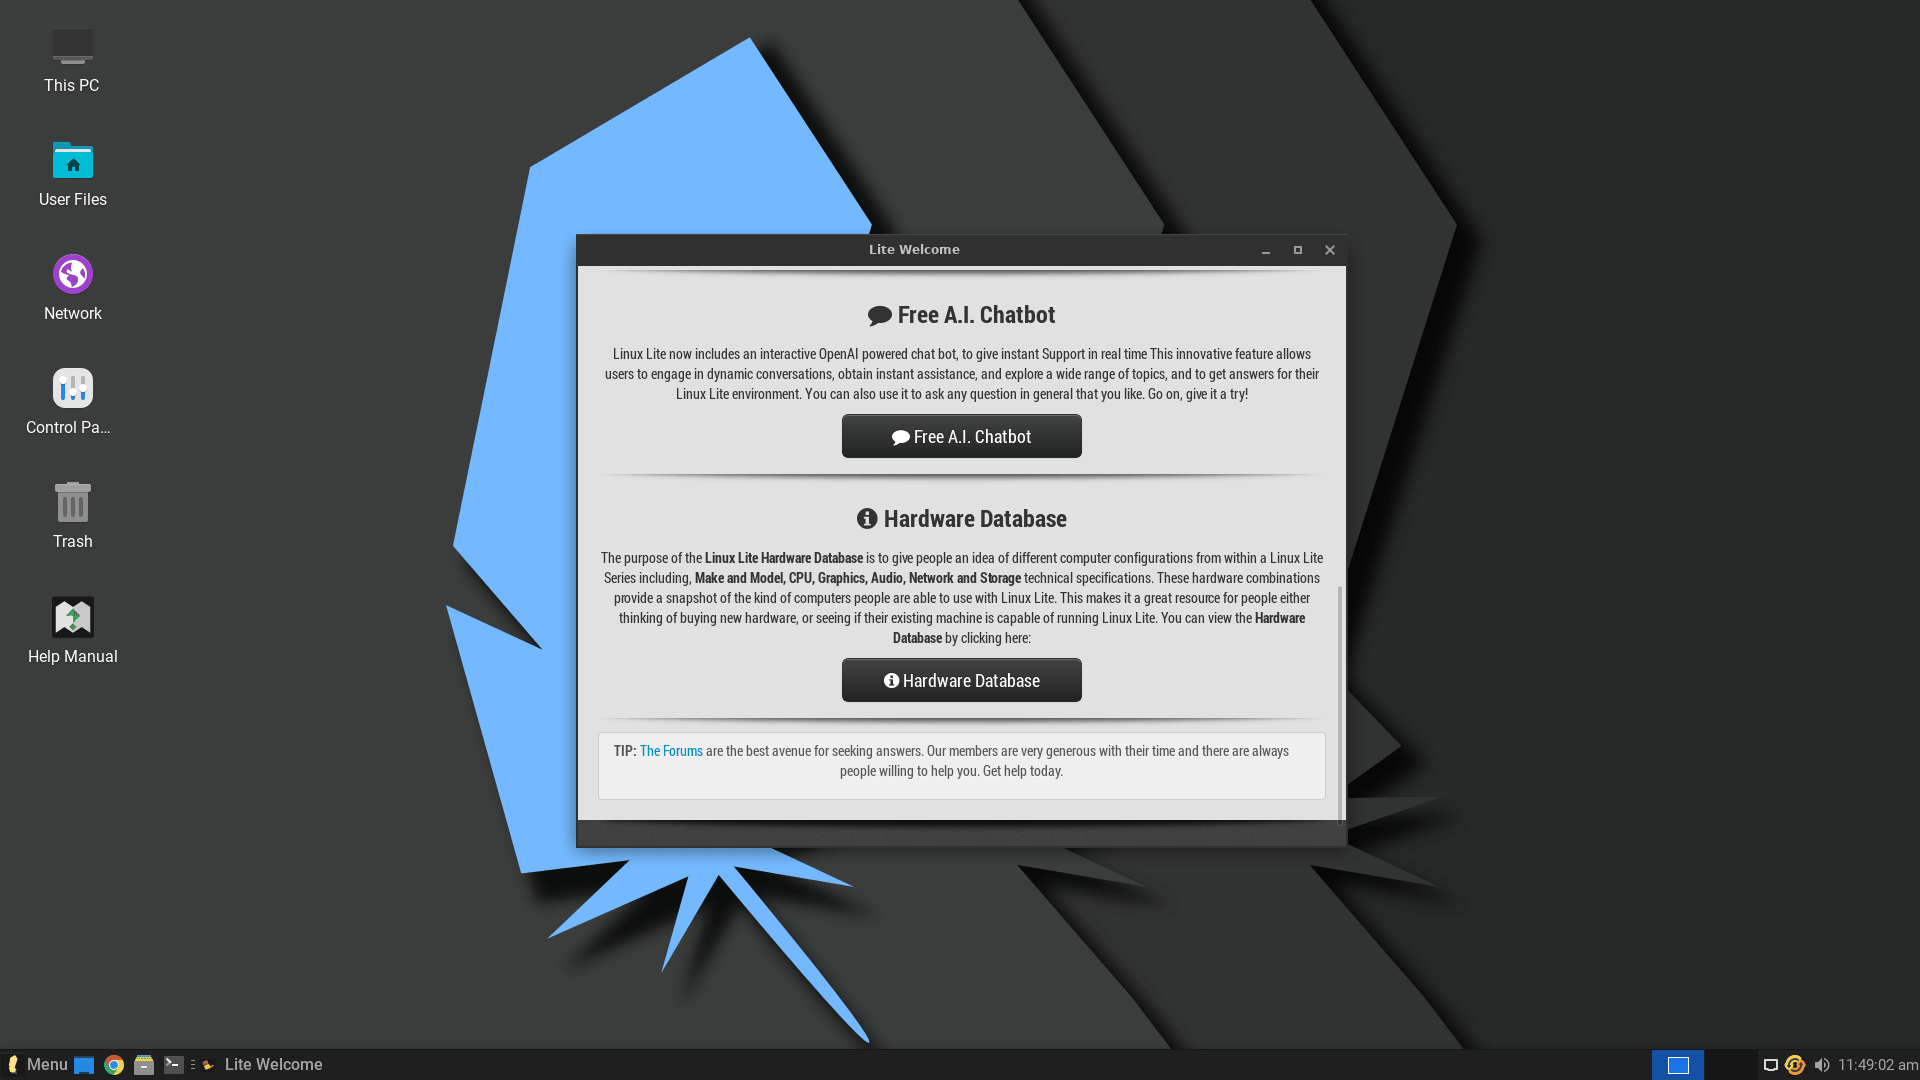 This PC
User Files
Network
Control Pa...
Trash
Help Manual
Lite Welcome
Free A.I. Chatbot
Linux Lite now includes an interactive OpenAI powered chat bot, to give instant Support in real time This innovative feature allows
users to engage in dynamic conversations, obtain instant assistance, and explore a wide range of topics, and to get answers for their
Linux Lite environment. You can also use it to ask any question in general that you like. Go on, give it a try!
Free A.I. Chatbot
Hardware Database
The purpose of the Linux Lite Hardware Database is to give people an idea of different computer configurations from within a Linux Lite
Series including, Make and Model, CPU, Graphics, Audio, Network and Storage technical specifications. These hardware combinations
provide a snapshot of the kind of computers people are able to use with Linux Lite. This makes it a great resource for people either
thinking of buying new hardware, or seeing if their existing machine is capable of running Linux Lite. You can view the Hardware
Database by clicking here:
Hardware Database
TIP: The Forums are the best avenue for seeking answers. Our members are very generous with their time and there are always
people willing to help you. Get help today.
Menu
Lite Welcome
11:49:02 am